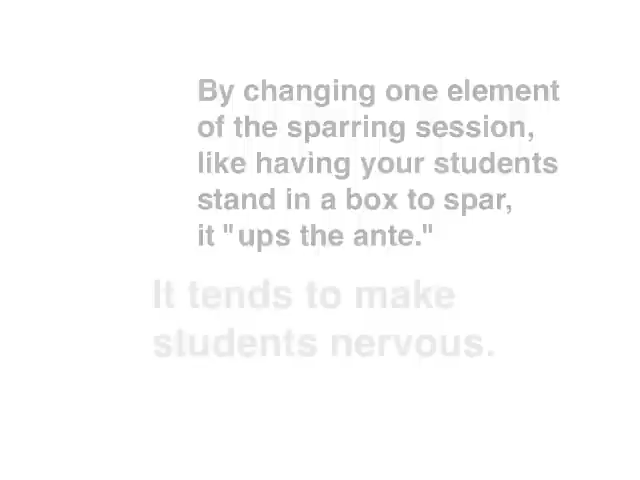 By changing one element
of the sparring session,
like having your students
stand in a box to spar,
it "ups the ante."
It tends to make
students nervous.